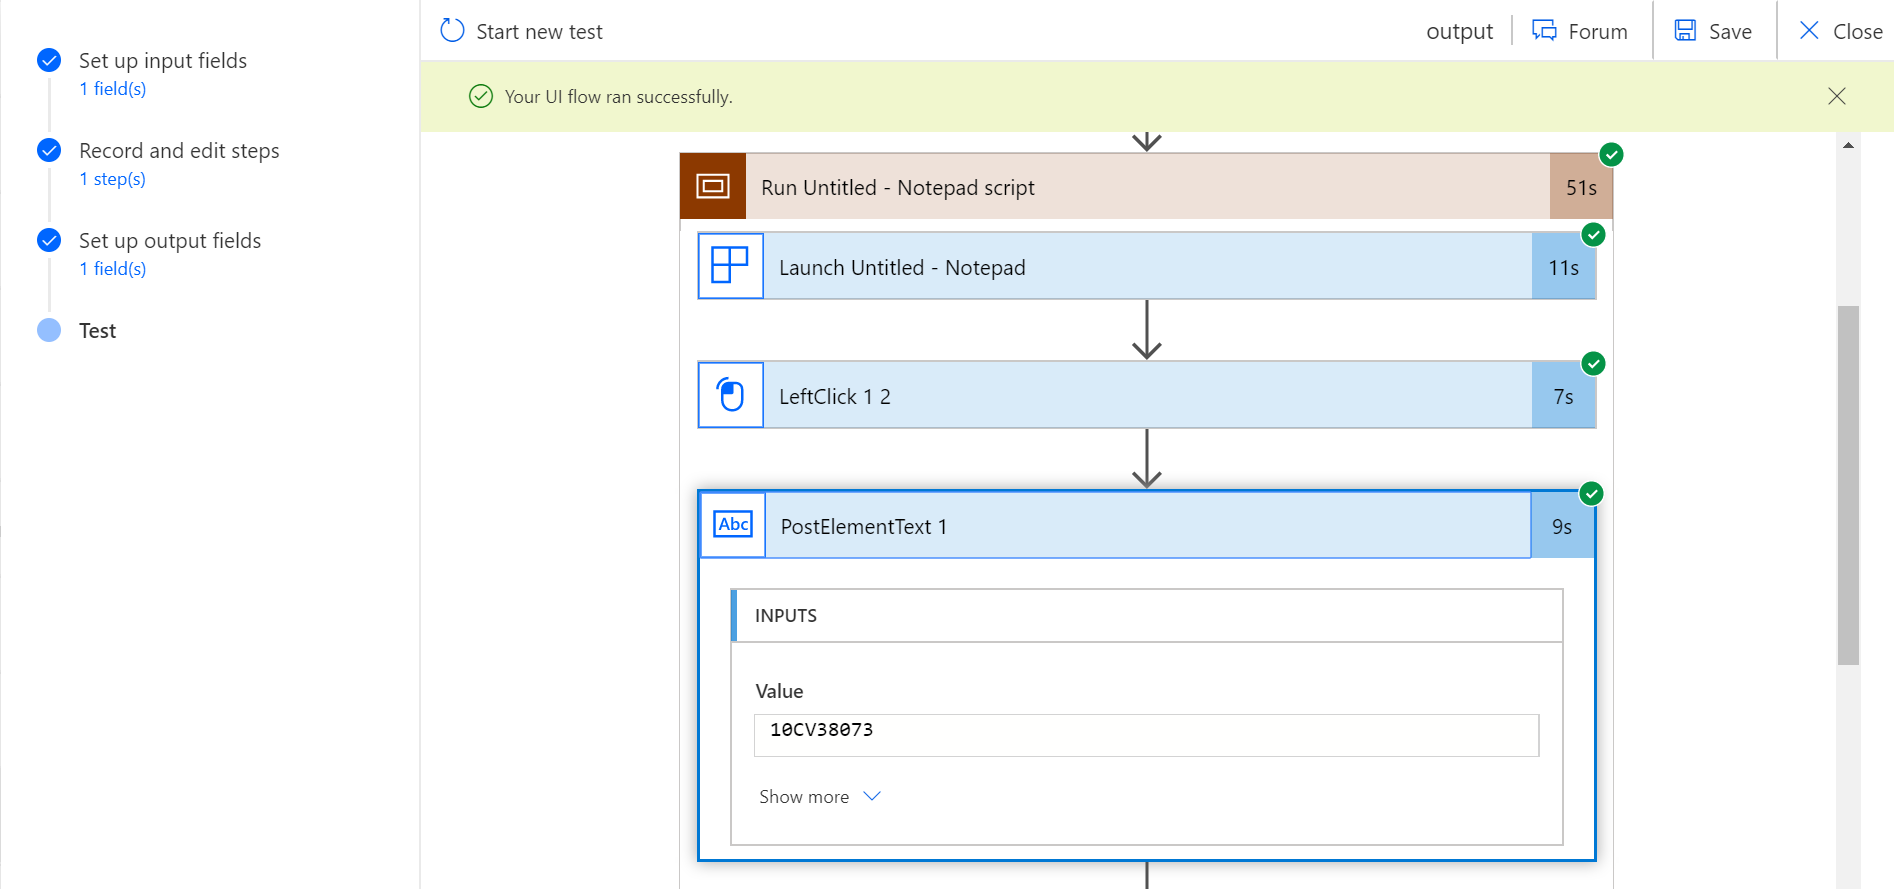 Set up input fields
1 field(s)
Record and edit steps
1 step(s)
Set up output fields
1 field(s)
Test
Start new test
output
Forum
Save
Close
Your UI flow ran successfully.
Run Untitled - Notepad script
51s
Launch Untitled - Notepad
11s
LeftClick 1 2
7s
Abc
PostElementText 1
9s
INPUTS
Value
10CV38073
Show more